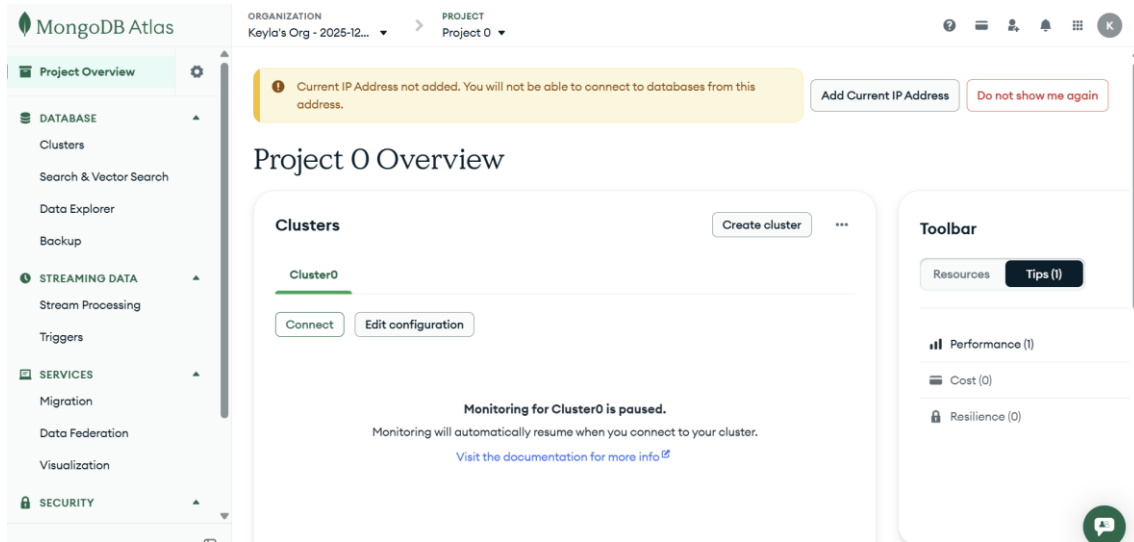 MongoDB Atlas
ORGANIZATION
Keyla's Org - 2025-12...
PROJECT
Project 0
K
Project Overview
DATABASE
Clusters
Search & Vector Search
Data Explorer
Backup
STREAMING DATA
Stream Processing
Triggers
SERVICES
Migration
Data Federation
Visualization
SECURITY
Current IP Address not added. You will not be able to connect to databases from this
address.
Add Current IP Address
Do not show me again
Project 0 Overview
Clusters
Create cluster
Cluster0
Connect
Edit configuration
Monitoring for Cluster0 is paused.
Monitoring will automatically resume when you connect to your cluster.
Visit the documentation for more info
Toolbar
Resources
Tips (1)
Performance (1)
Cost (0)
Resilience (0)